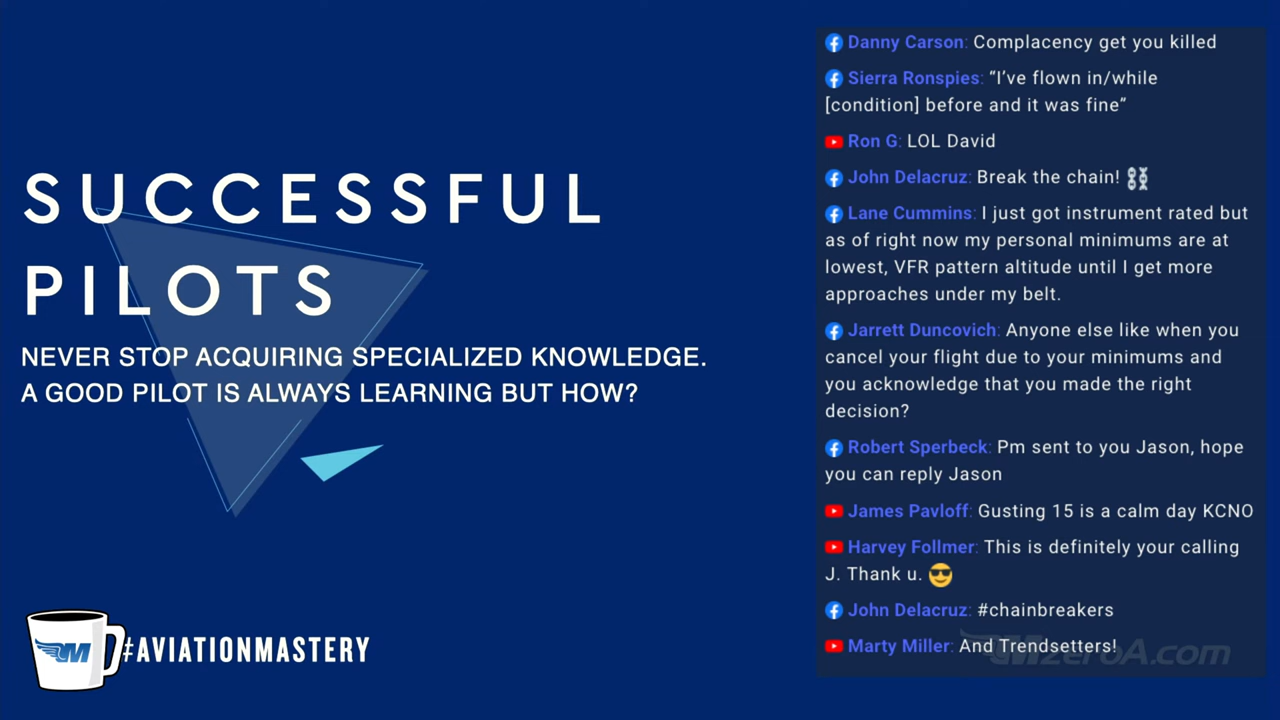 SUCCESSFUL
PILOTS
NEVER STOP ACQUIRING SPECIALIZED KNOWLEDGE.
A GOOD PILOT IS ALWAYS LEARNING BUT HOW?
M
#AVIATIONMASTERY
Danny Carson: Complacency get you killed
Sierra Ronspies: “I’ve flown in/while
[condition] before and it was fine”
Ron G: LOL David
John Delacruz: Break the chain! ⛓️
Lane Cummins: I just got instrument rated but
as of right now my personal minimums are at
lowest, VFR pattern altitude until I get more
approaches under my belt.
Jarrett Duncovich: Anyone else like when you
cancel your flight due to your minimums and
you acknowledge that you made the right
decision?
Robert Sperbeck: Pm sent to you Jason, hope
you can reply Jason
James Pavloff: Gusting 15 is a calm day KCNO
Harvey Follmer: This is definitely your calling
J. Thank u. 😎
John Delacruz: #chainbreakers
Marty Miller: And Trendsetters!
MzeroA.com